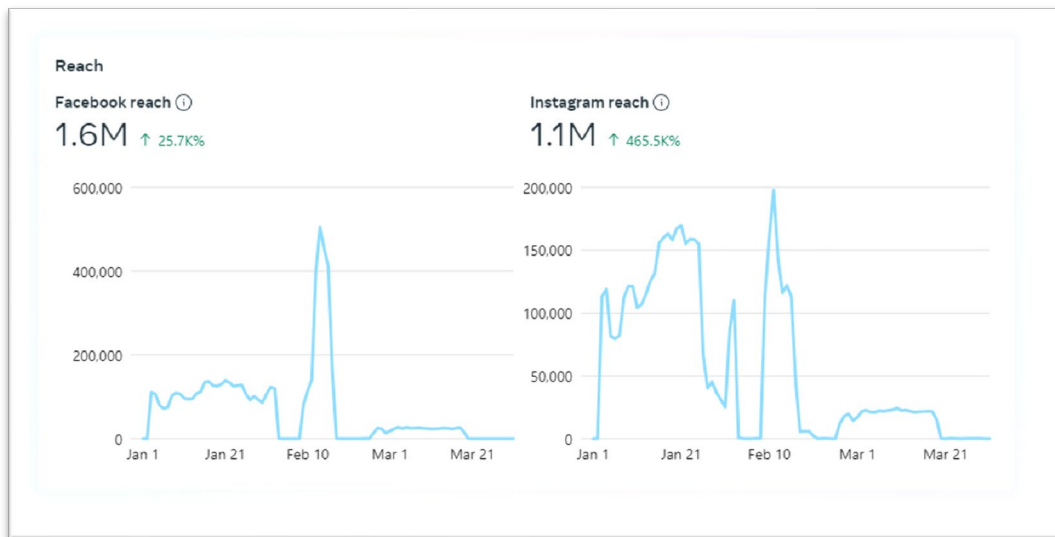 Reach
Facebook reach
1.6M ↑ 25.7K%
600,000
400,000
200,000
0
Jan 1 Jan 21 Feb 10 Mar 1 Mar 21
Instagram reach
1.1M ↑ 465.5K%
200,000
150,000
100,000
50,000
0
Jan 1 Jan 21 Feb 10 Mar 1 Mar 21